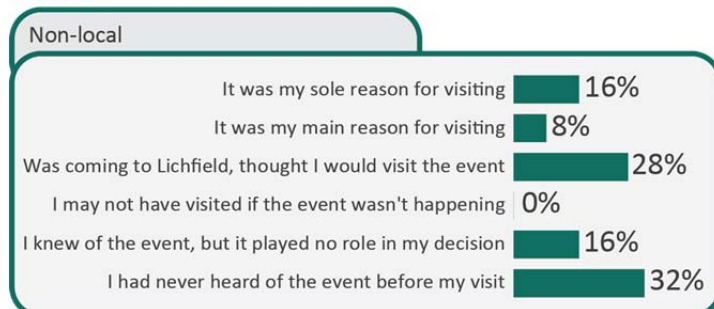 Non-local
It was my sole reason for visiting 16%
It was my main reason for visiting 8%
Was coming to Lichfield, thought I would visit the event 28%
I may not have visited if the event wasn't happening 0%
I knew of the event, but it played no role in my decision 16%
I had never heard of the event before my visit 32%